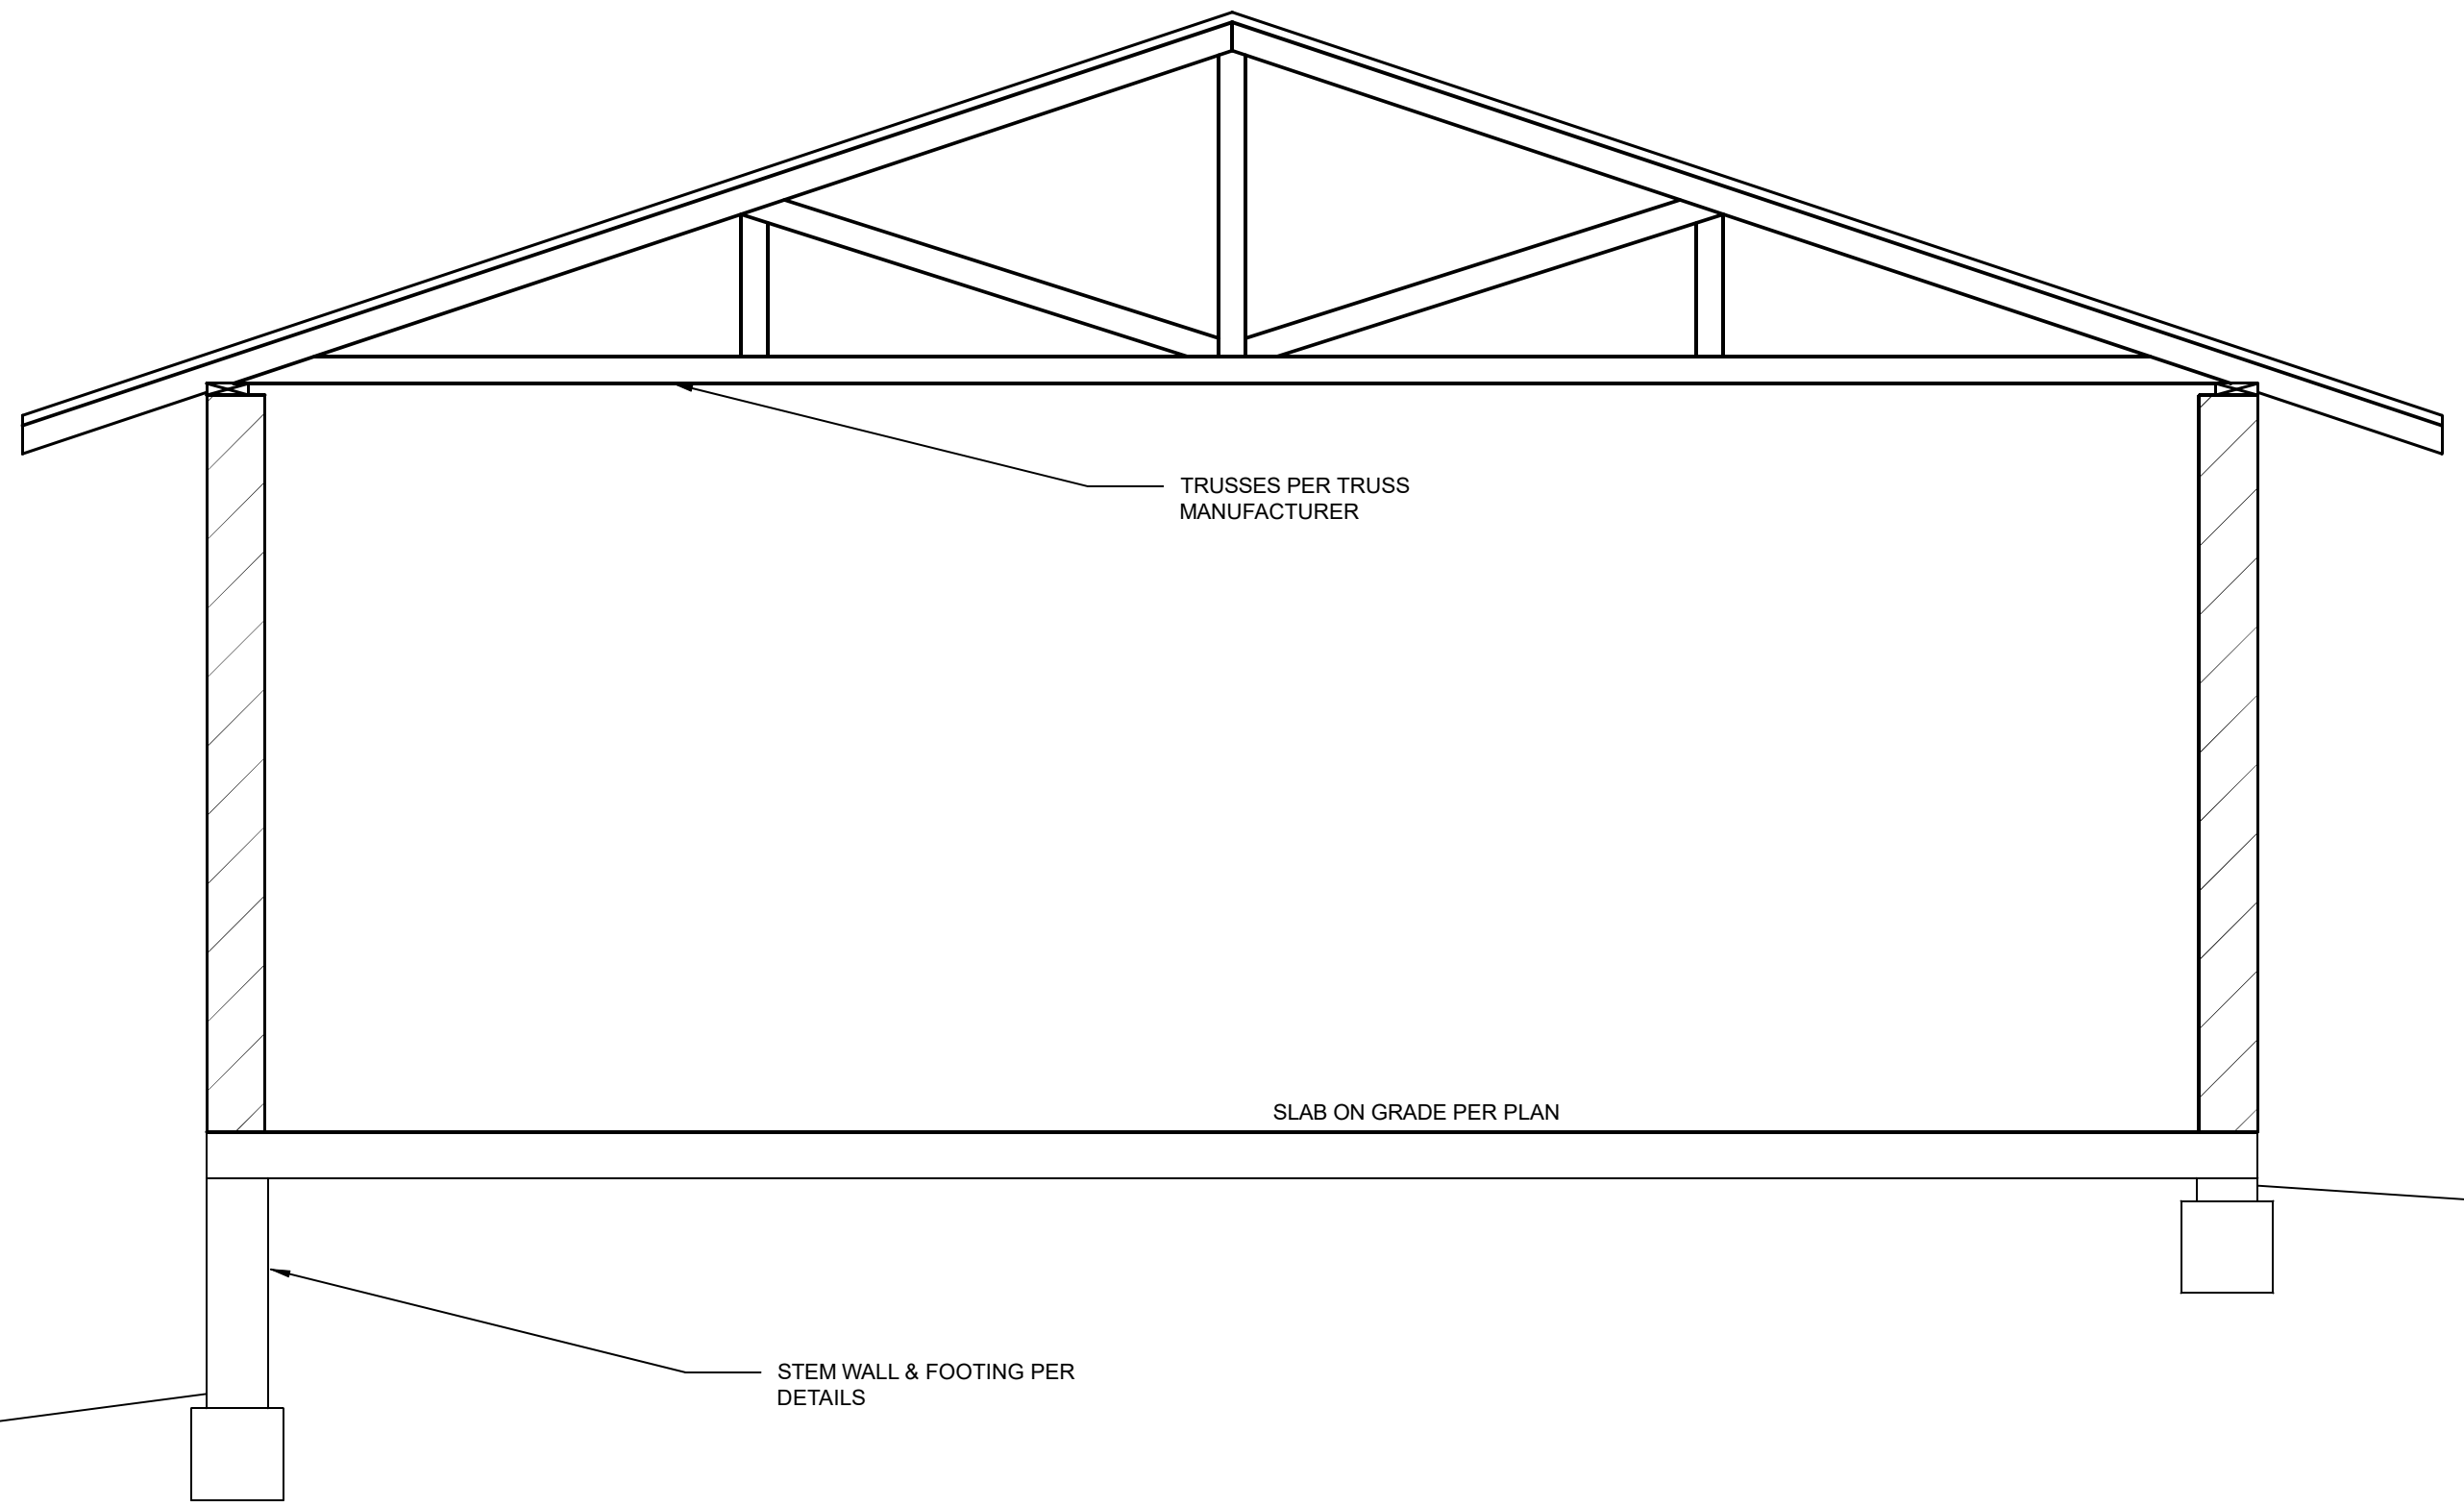 TRUSSES PER TRUSS
MANUFACTURER
SLAB ON GRADE PER PLAN
STEM WALL & FOOTING PER
DETAILS